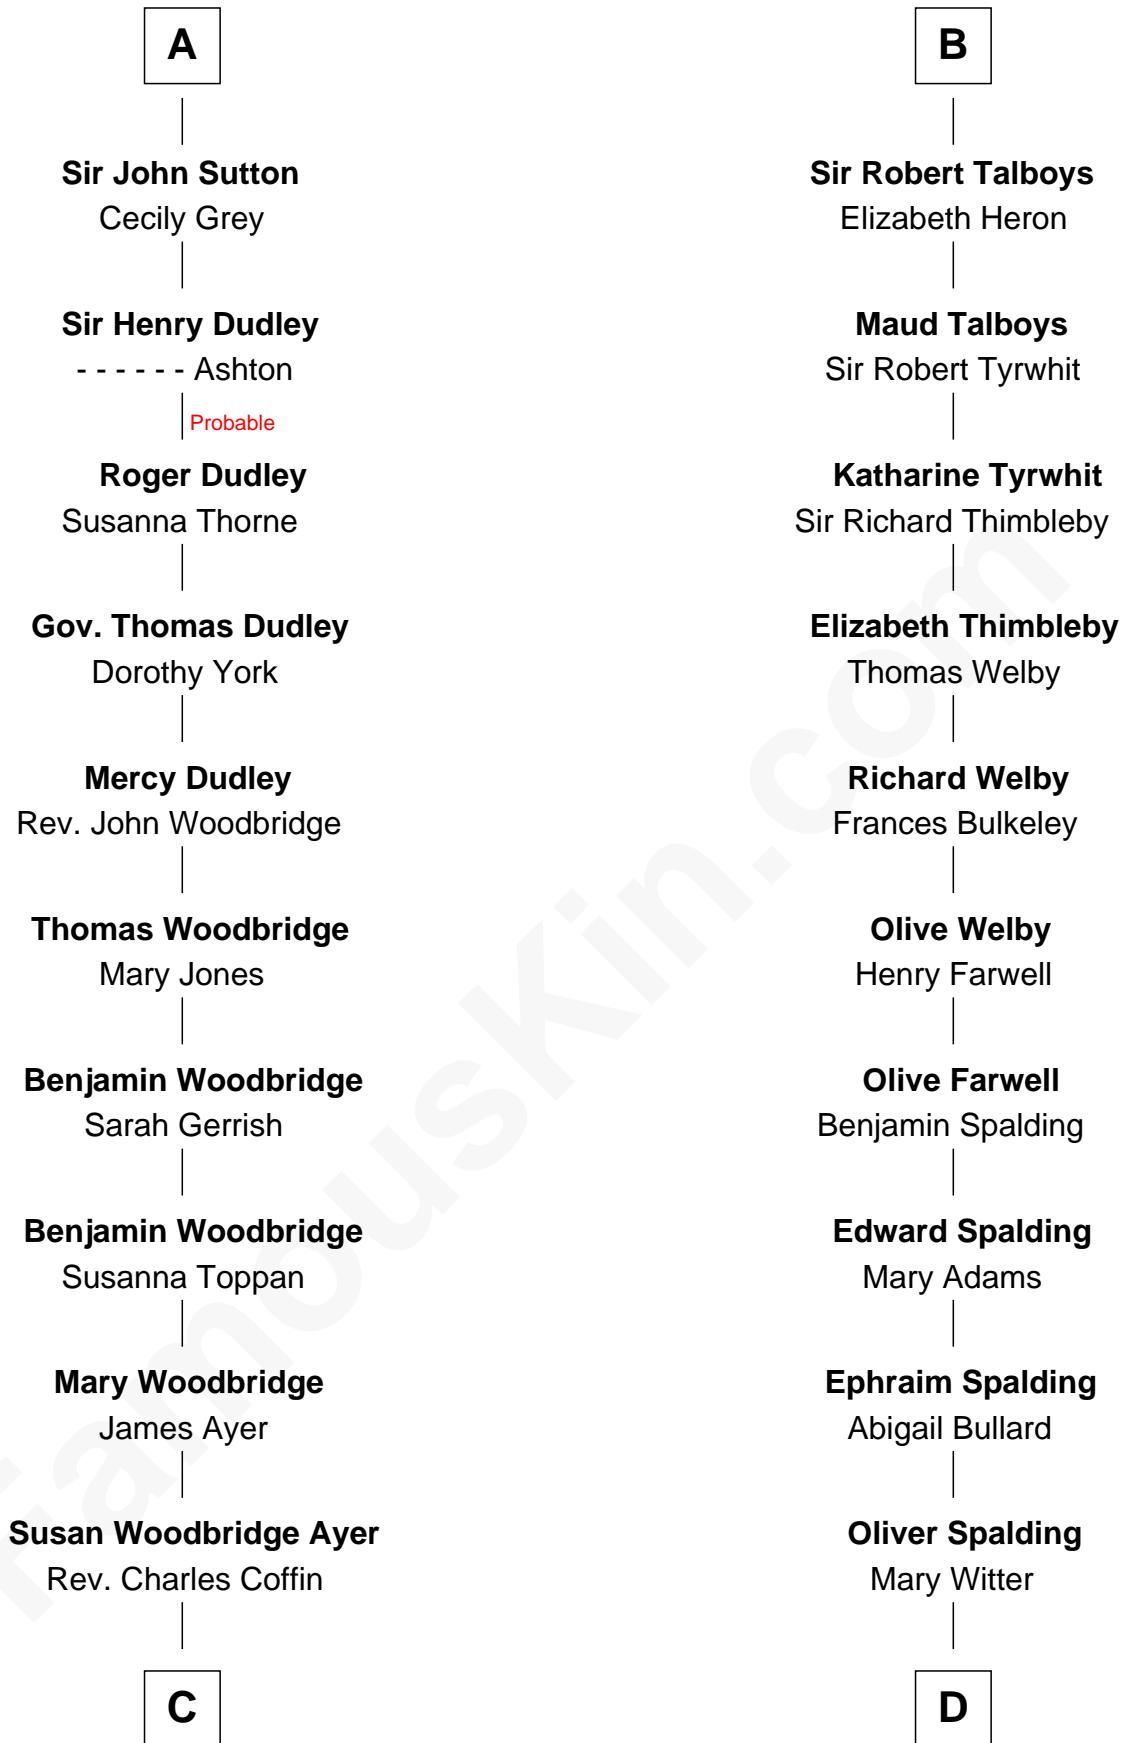 A
Sir John Sutton
Cecily Grey
Sir Henry Dudley
- - - - - - Ashton
Probable
Roger Dudley
Susanna Thorne
Gov. Thomas Dudley
Dorothy York
Mercy Dudley
Rev. John Woodbridge
Thomas Woodbridge
Mary Jones
Benjamin Woodbridge
Sarah Gerrish
Benjamin Woodbridge
Susanna Toppan
Mary Woodbridge
James Ayer
Susan Woodbridge Ayer
Rev. Charles Coffin
C
B
Sir Robert Talboys
Elizabeth Heron
Maud Talboys
Sir Robert Tyrwhit
Katharine Tyrwhit
Sir Richard Thimbleby
Elizabeth Thimbleby
Thomas Welby
Richard Welby
Frances Bulkeley
Olive Welby
Henry Farwell
Olive Farwell
Benjamin Spalding
Edward Spalding
Mary Adams
Ephraim Spalding
Abigail Bullard
Oliver Spalding
Mary Witter
D
FamousKin.com